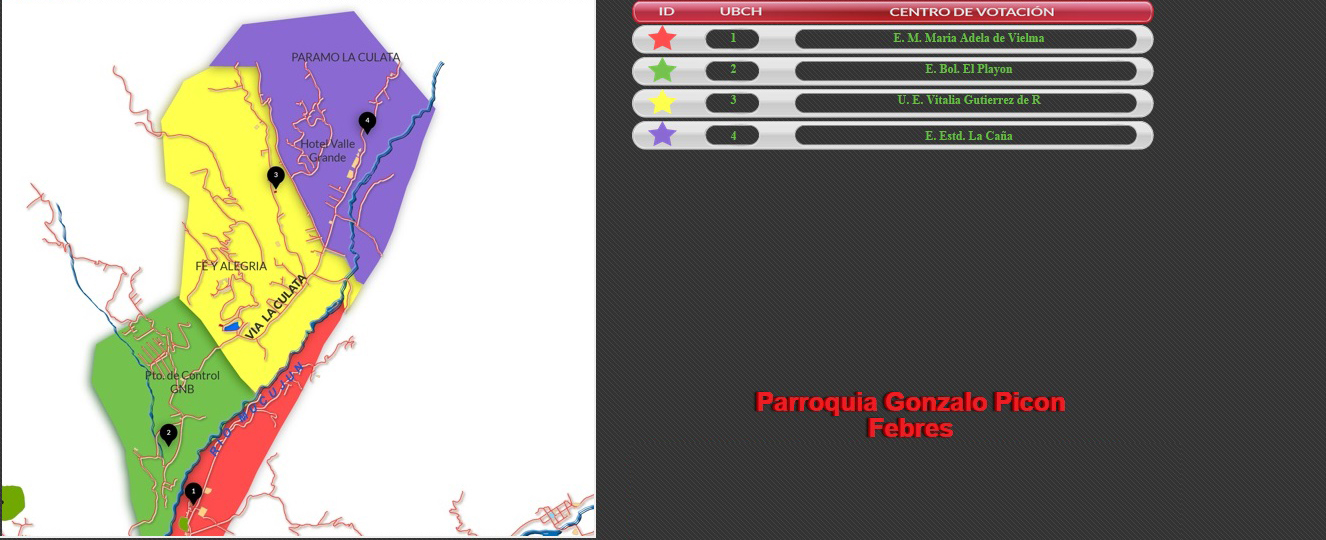 PARAMO LA CULATA
4
Hotel Valle
Grande
3
FE Y ALEGRIA
VIA LA CULATA
Pto. de Control
GNB
RIO MOCUJUN
2
1
ID UBCH CENTRO DE VOTACIÓN
1 E. M. Maria Adela de Vielma
2 E. Bol. El Playon
3 U. E. Vitalia Gutierrez de R
4 E. Estd. La Caña
Parroquia Gonzalo Picon
Febres